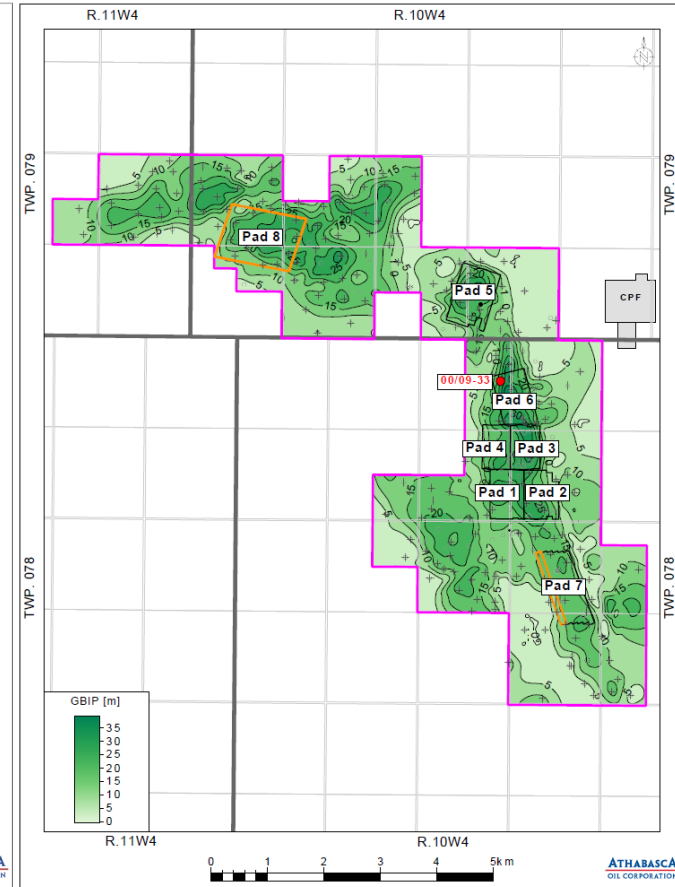 R.11W4
R.10W4
TWP. 079
TWP. 079
Pad 8
Pad 5
CPF
00/09-33
Pad 6
Pad 4
Pad 3
Pad 1
Pad 2
Pad 7
TWP. 078
TWP. 078
GBIP [m]
35
30
25
20
15
10
5
0
R.11W4
R.10W4
0 1 2 3 4 5k m
ATHABASCA
OIL CORPORATION